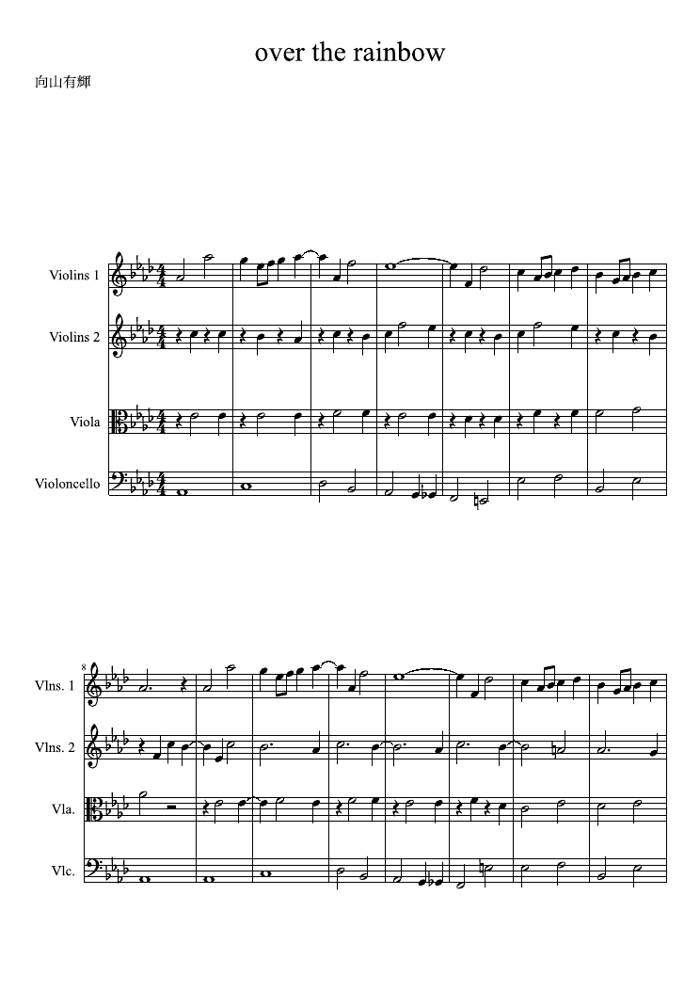 over the rainbow
向山有輝
Violins 1
Violins 2
Viola
Violoncello
8
Vlns. 1
Vlns. 2
Vla.
Vlc.